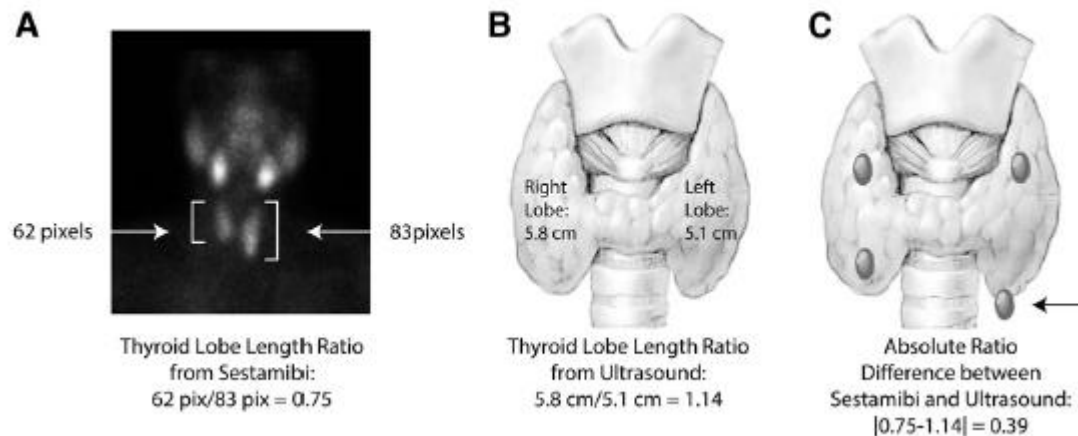 A
62 pixels
83pixels
Thyroid Lobe Length Ratio
from Sestamibi:
62 pix/83 pix = 0.75
B
Right
Lobe:
5.8 cm
Left
Lobe:
5.1 cm
Thyroid Lobe Length Ratio
from Ultrasound:
5.8 cm/5.1 cm = 1.14
C
Absolute Ratio
Difference between
Sestamibi and Ultrasound:
|0.75-1.14| = 0.39